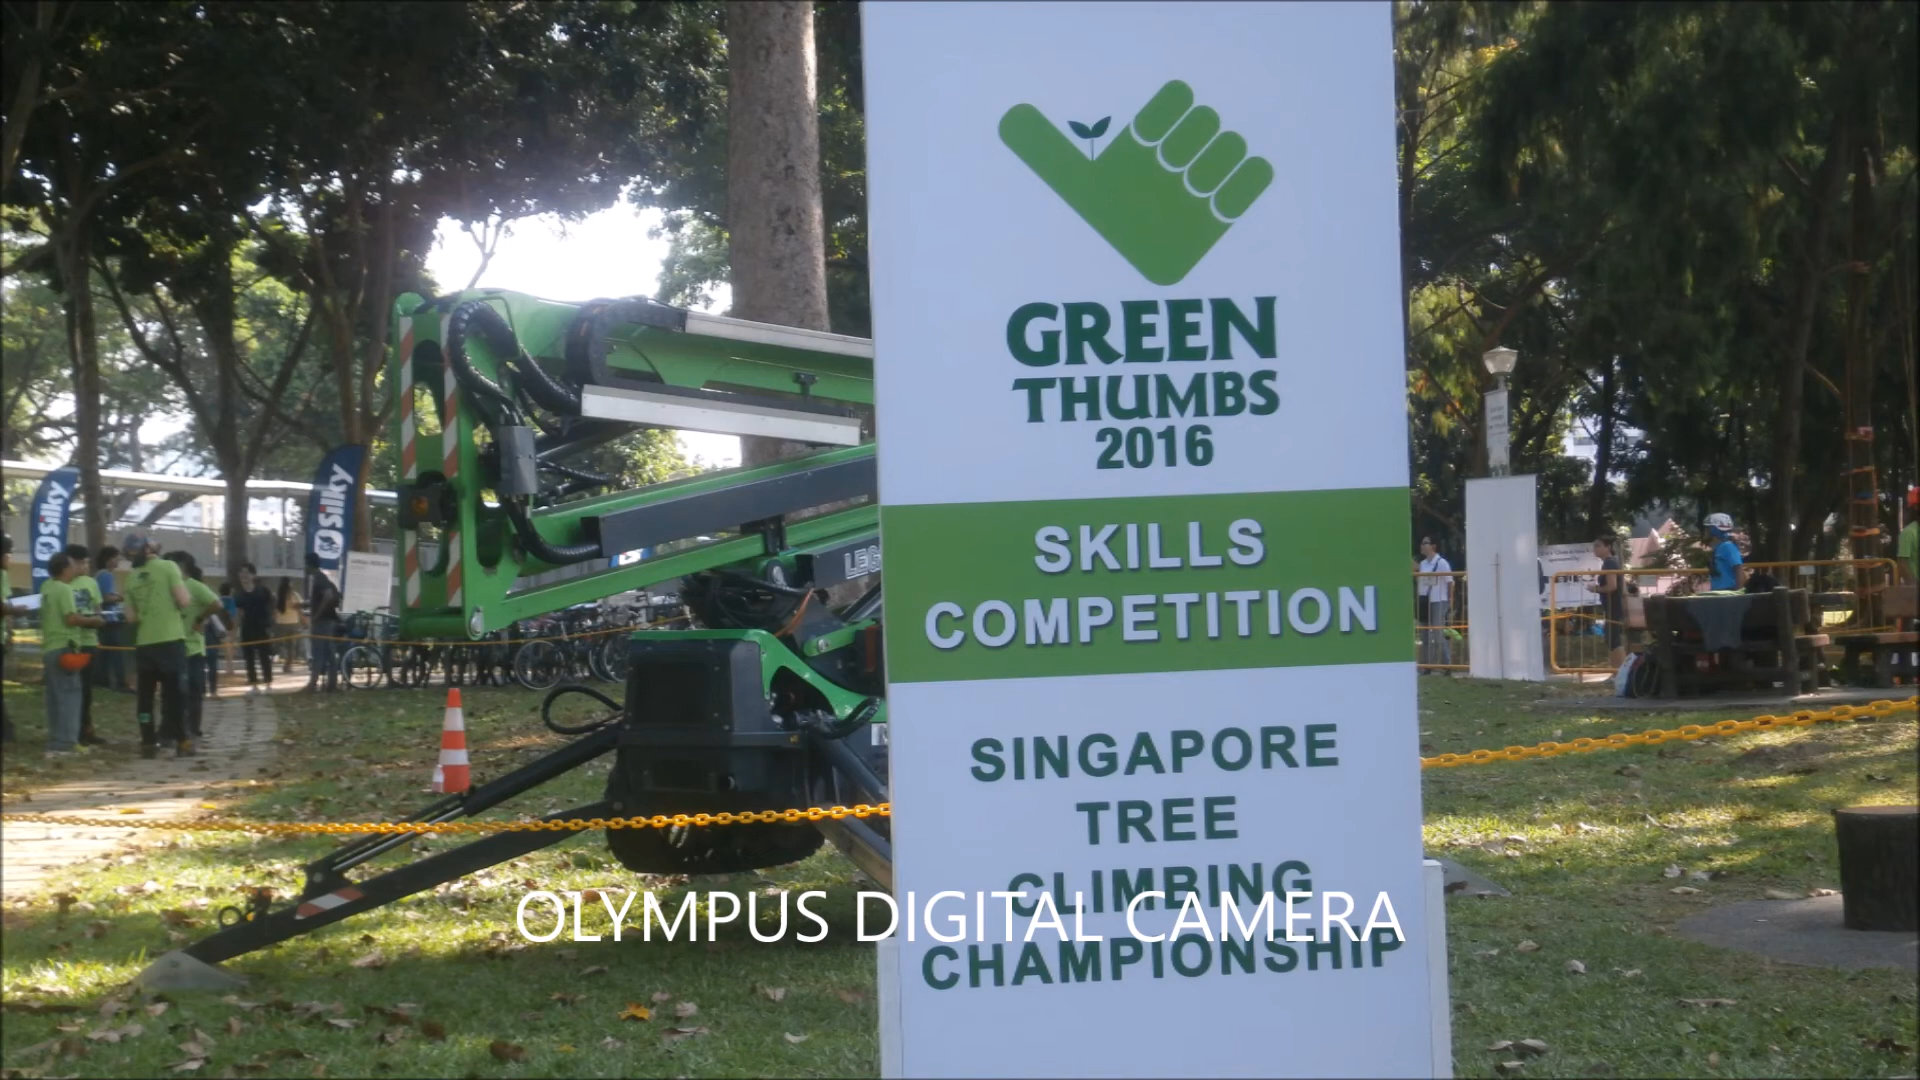 GREEN
THUMBS
2016
SKILLS
COMPETITION
SINGAPORE
TREE
CLIMBING
CHAMPIONSHIP
OLYMPUS DIGITAL CAMERA
Silky
Silky